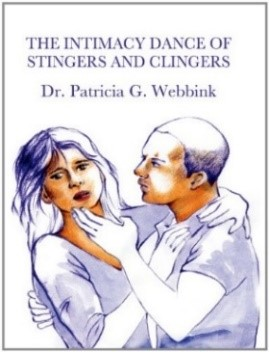 THE INTIMACY DANCE OF
STINGERS AND CLINGERS
Dr. Patricia G. Webbink